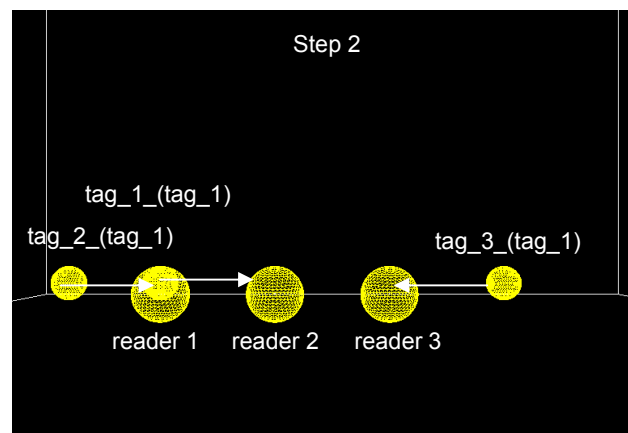 Step 2
tag_1_(tag_1)
tag_2_(tag_1)
tag_3_(tag_1)
reader 1
reader 2
reader 3